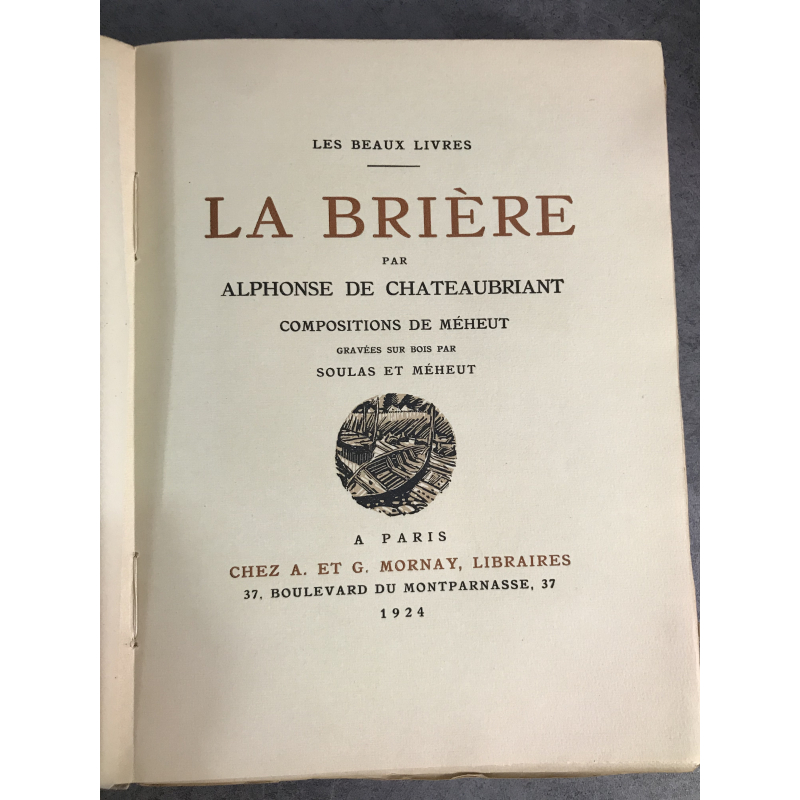 LES BEAUX LIVRES
LA BRIÈRE
PAR
ALPHONSE DE CHATEAUBRIANT
COMPOSITIONS DE MÉHEUT
GRAVÉES SUR BOIS PAR
SOULAS ET MÉHEUT
A PARIS
CHEZ A. ET G. MORNAY, LIBRAIRES
37, BOULEVARD DU MONTPARNASSE, 37
1924